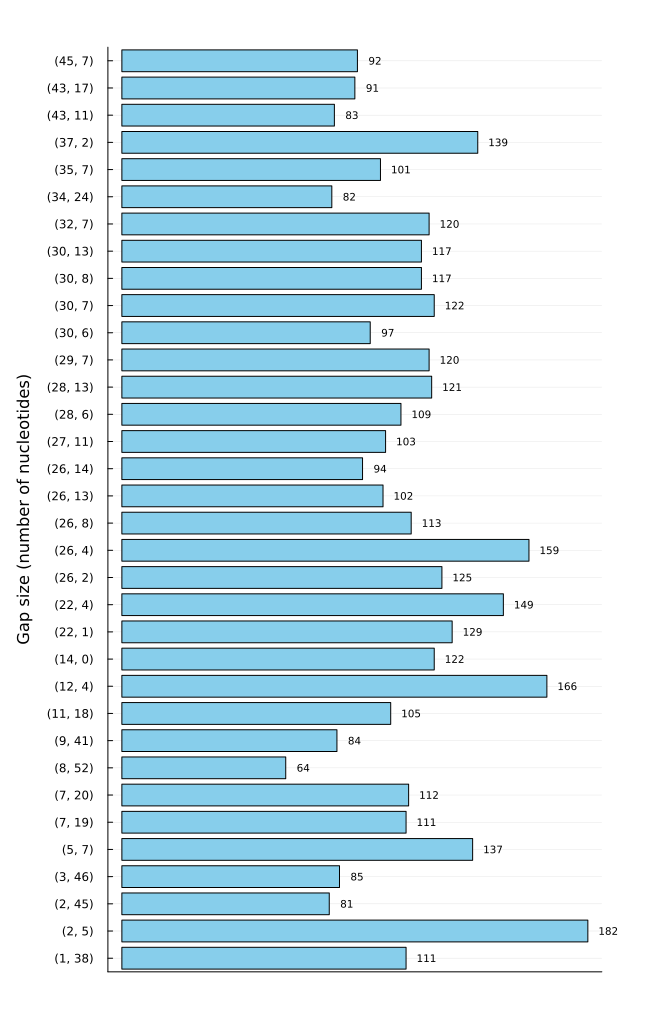 (45, 7) 92
(43, 17) 91
(43, 11) 83
(37, 2) 139
(35, 7) 101
(34, 24) 82
(32, 7) 120
(30, 13) 117
(30, 8) 117
(30, 7) 122
(30, 6) 97
(29, 7) 120
(28, 13) 121
(28, 6) 109
(27, 11) 103
(26, 14) 94
(26, 13) 102
(26, 8) 113
(26, 4) 159
(26, 2) 125
(22, 4) 149
(22, 1) 129
(14, 0) 122
(12, 4) 166
(11, 18) 105
(9, 41) 84
(8, 52) 64
(7, 20) 112
(7, 19) 111
(5, 7) 137
(3, 46) 85
(2, 45) 81
(2, 5) 182
(1, 38) 111
Gap size (number of nucleotides)